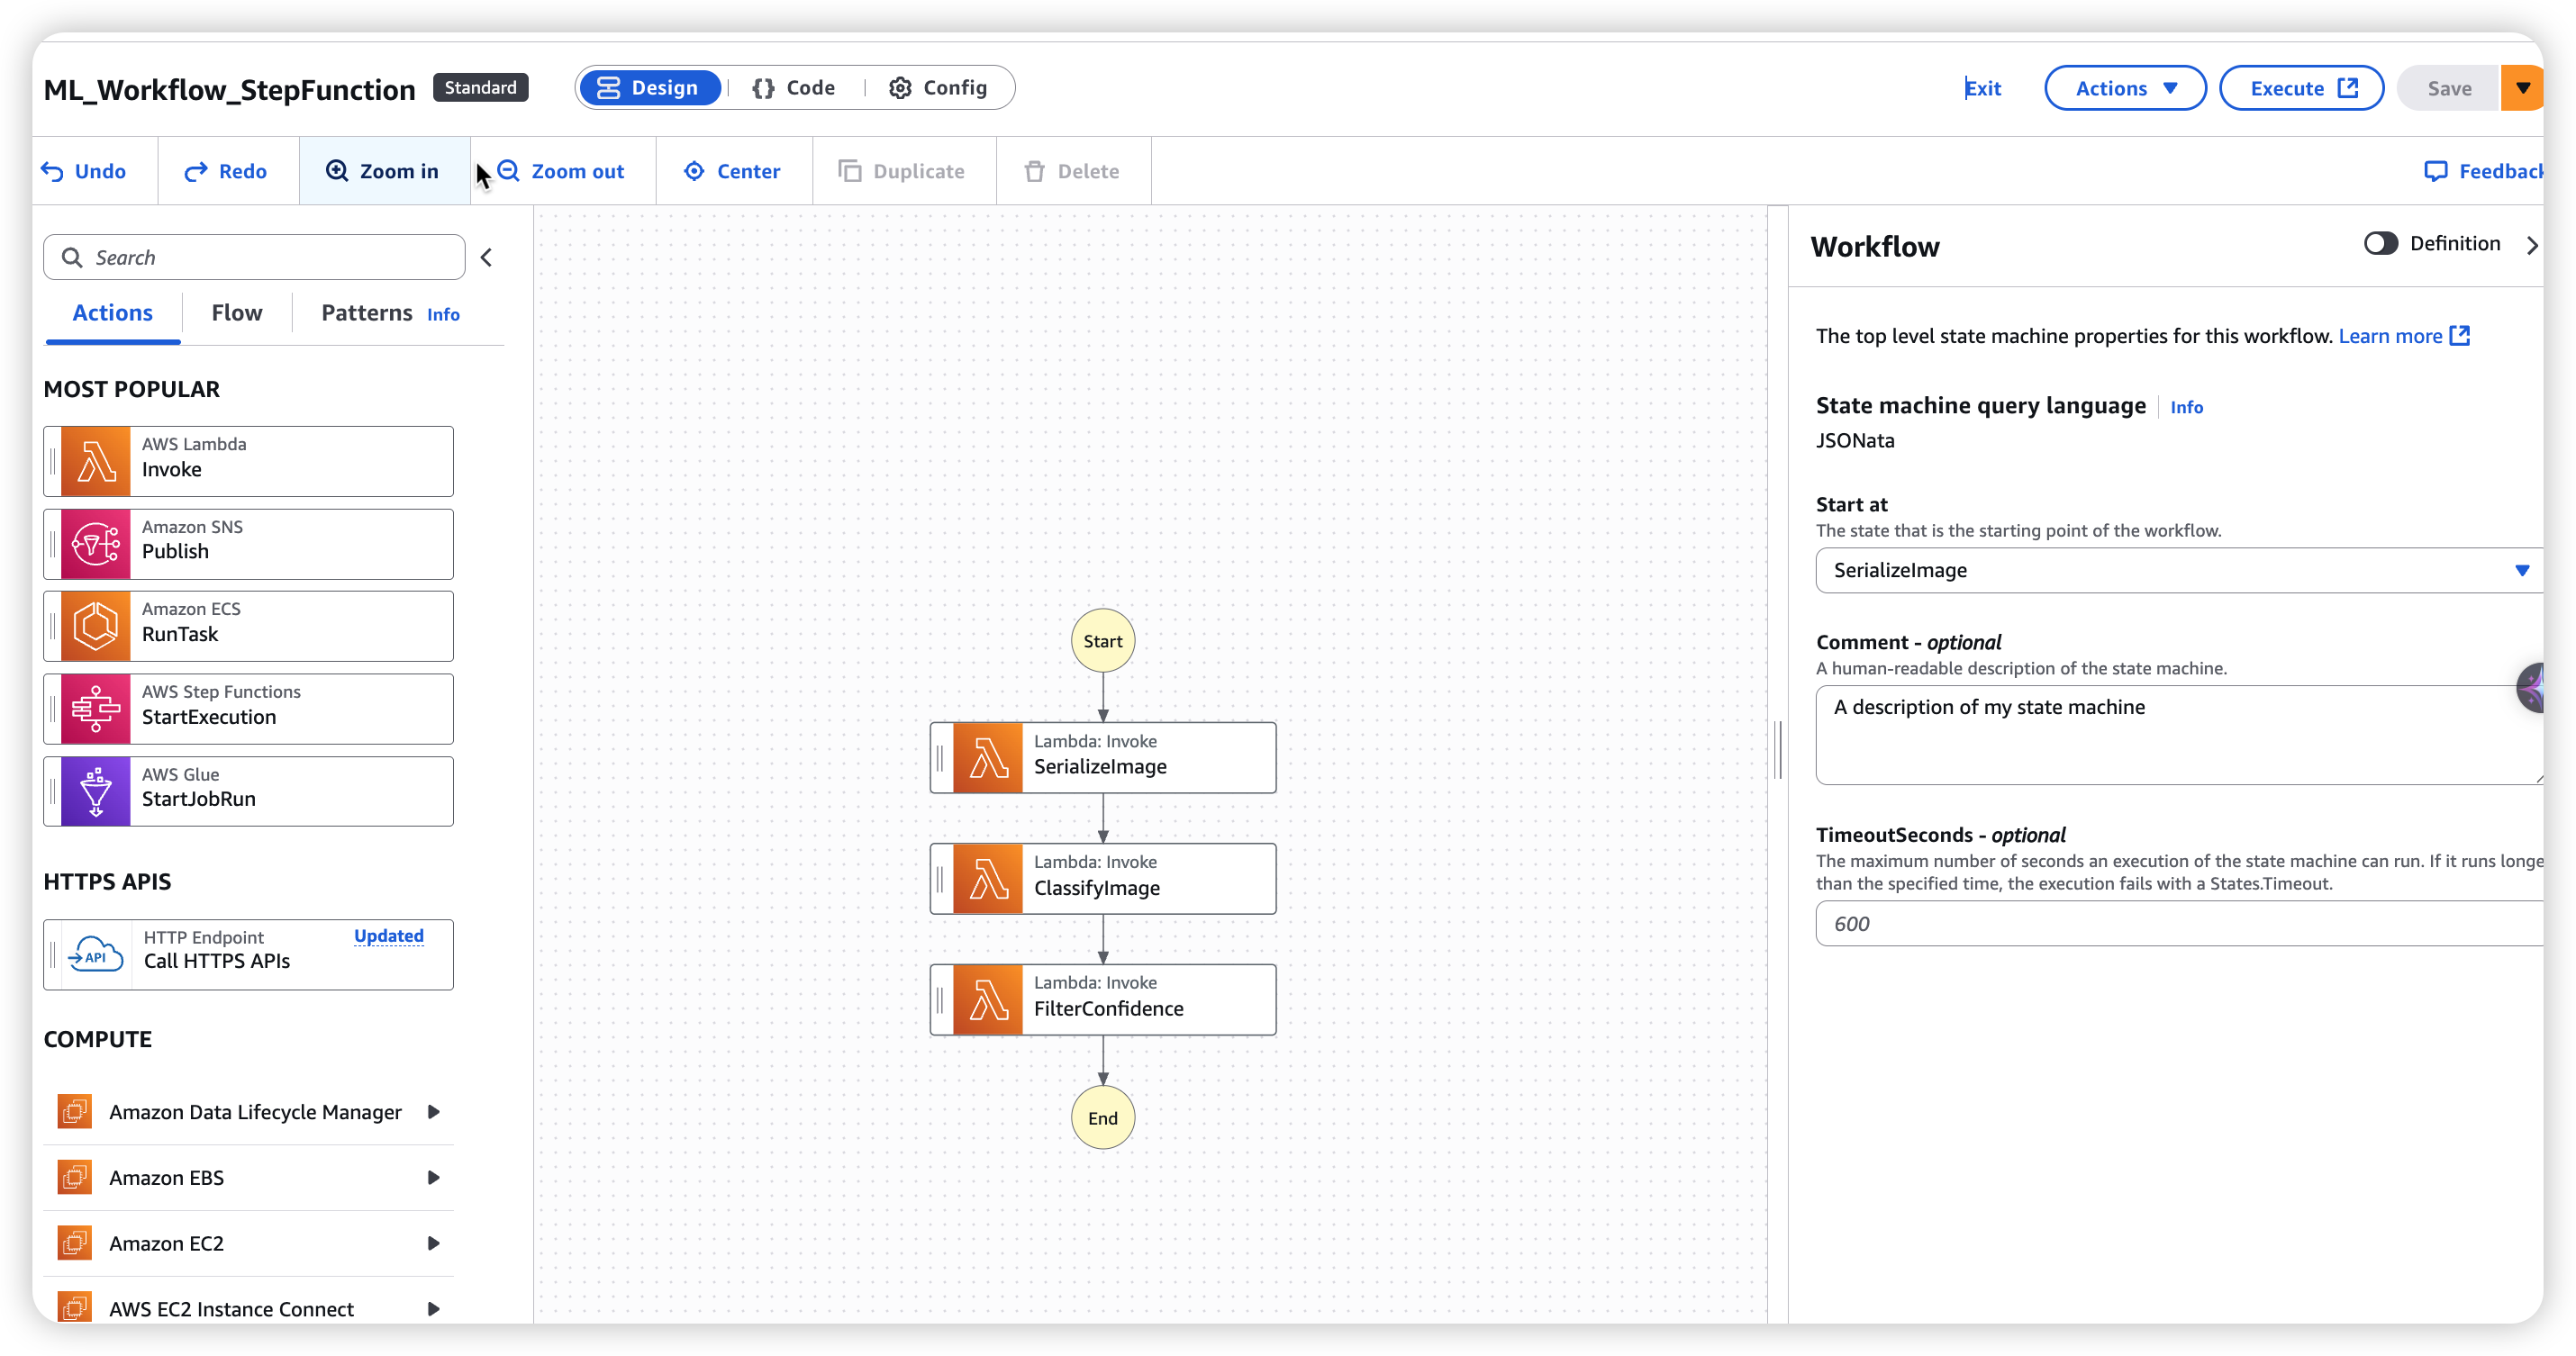 ML_Workflow_StepFunction Standard Design {} Code Config Exit Actions Execute Save
Undo Redo Zoom in Zoom out Center Duplicate Delete Feedback
Search
Actions Flow Patterns Info
MOST POPULAR
AWS Lambda
Invoke
Amazon SNS
Publish
Amazon ECS
RunTask
AWS Step Functions
StartExecution
AWS Glue
StartJobRun
HTTPS APIS
API
HTTP Endpoint Updated
Call HTTPS APIs
COMPUTE
Amazon Data Lifecycle Manager
Amazon EBS
Amazon EC2
AWS EC2 Instance Connect
Start
Lambda: Invoke
SerializeImage
Lambda: Invoke
ClassifyImage
Lambda: Invoke
FilterConfidence
End
Workflow Definition
The top level state machine properties for this workflow. Learn more
State machine query language Info
JSONata
Start at
The state that is the starting point of the workflow.
SerializeImage
Comment - optional
A human-readable description of the state machine.
A description of my state machine
TimeoutSeconds - optional
The maximum number of seconds an execution of the state machine can run. If it runs longe
than the specified time, the execution fails with a States.Timeout.
600